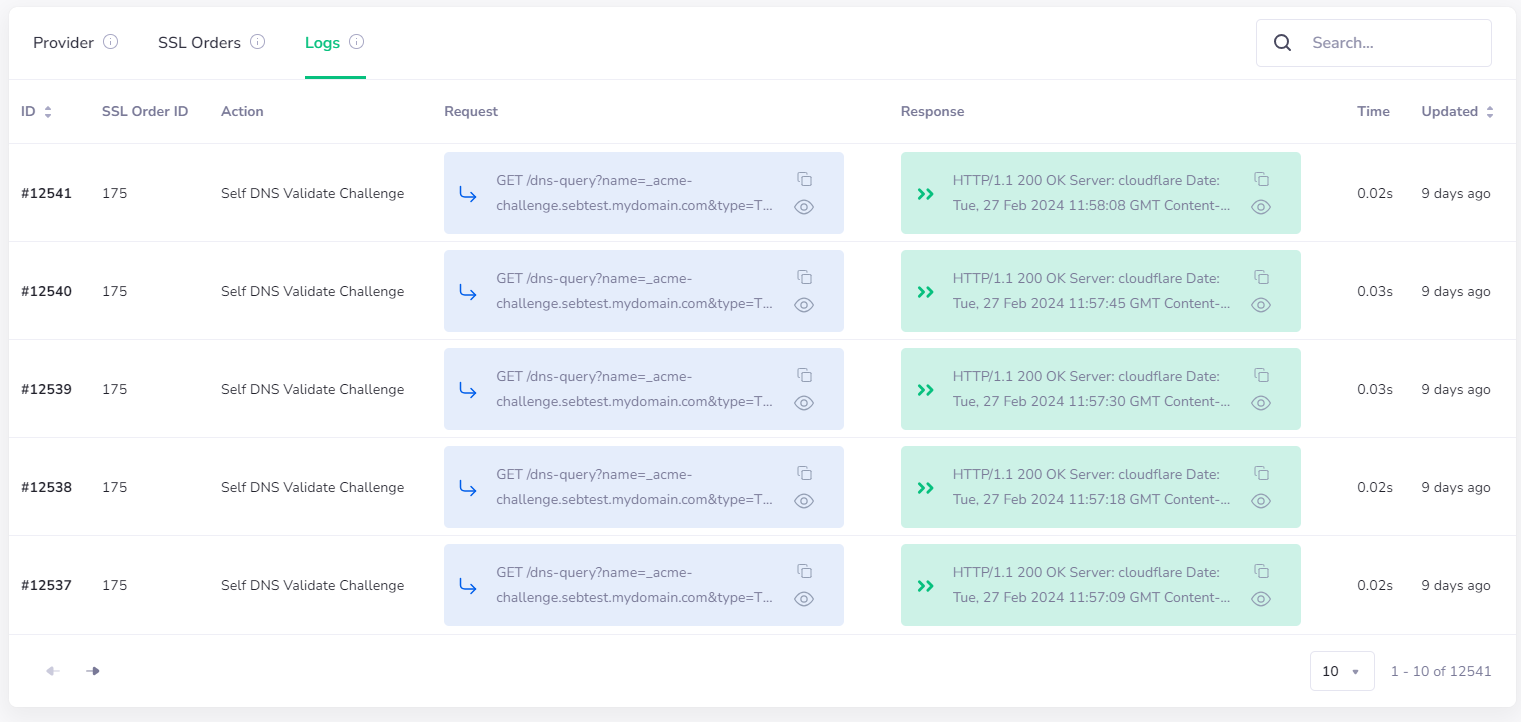 Provider SSL Orders Logs Search...
ID SSL Order ID Action Request Response Time Updated
GET /dns-query?name=_acme- HTTP/1.1 200 OK Server: cloudflare Date:
#12541 175 Self DNS Validate Challenge 0.02s 9 days ago
challenge.sebtest.mydomain.com&type=T... Tue, 27 Feb 2024 11:58:08 GMT Content-...
GET /dns-query?name=_acme- HTTP/1.1 200 OK Server: cloudflare Date:
#12540 175 Self DNS Validate Challenge 0.03s 9 days ago
challenge.sebtest.mydomain.com&type=T... Tue, 27 Feb 2024 11:57:45 GMT Content-...
GET /dns-query?name=_acme- HTTP/1.1 200 OK Server: cloudflare Date:
#12539 175 Self DNS Validate Challenge 0.03s 9 days ago
challenge.sebtest.mydomain.com&type=T... Tue, 27 Feb 2024 11:57:30 GMT Content-...
GET /dns-query?name=_acme- HTTP/1.1 200 OK Server: cloudflare Date:
#12538 175 Self DNS Validate Challenge 0.02s 9 days ago
challenge.sebtest.mydomain.com&type=T... Tue, 27 Feb 2024 11:57:18 GMT Content-...
GET /dns-query?name=_acme- HTTP/1.1 200 OK Server: cloudflare Date:
#12537 175 Self DNS Validate Challenge 0.02s 9 days ago
challenge.sebtest.mydomain.com&type=T... Tue, 27 Feb 2024 11:57:09 GMT Content-...
10 1 - 10 of 12541